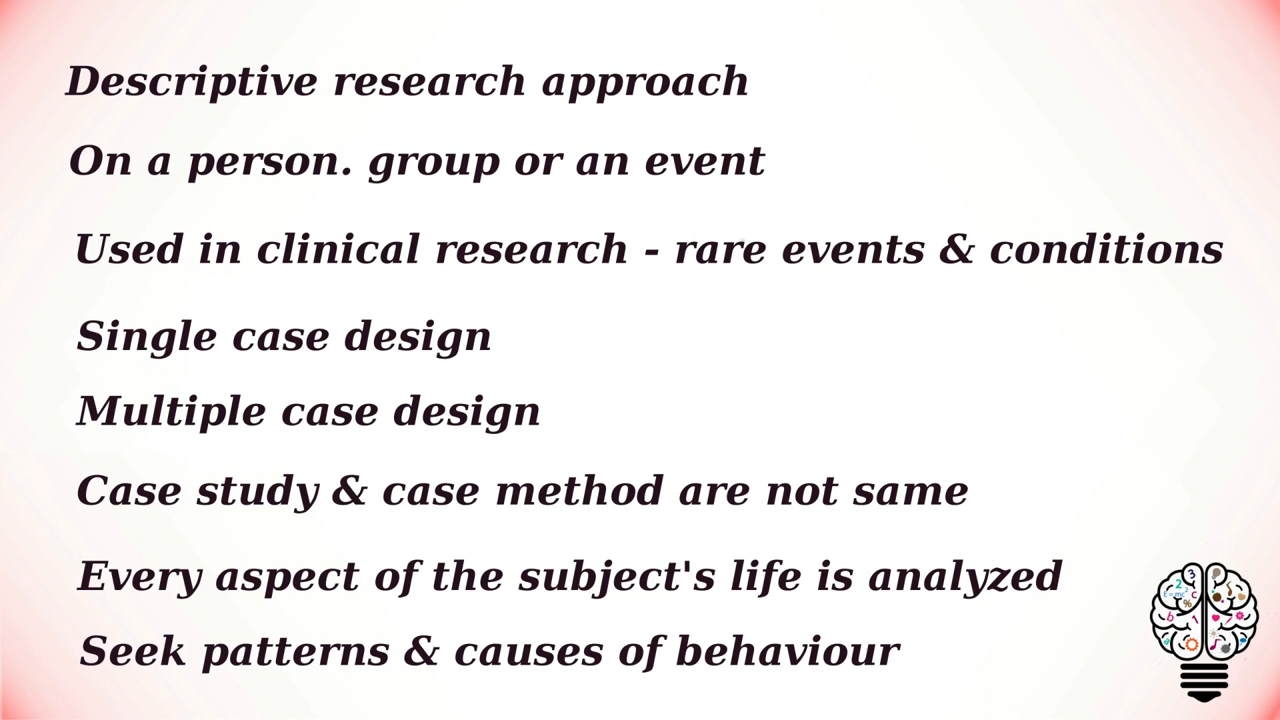 Descriptive research approach
On a person. group or an event
Used in clinical research - rare events & conditions
Single case design
Multiple case design
Case study & case method are not same
Every aspect of the subject's life is analyzed
Seek patterns & causes of behaviour